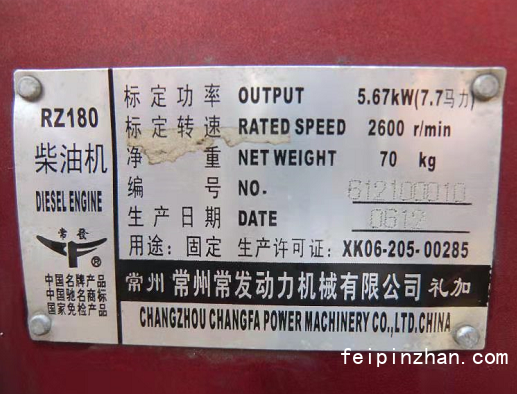 RZ180
柴油机
DIESEL ENGINE
常發
®
中国名牌产品
中国驰名商标
国家免检产品
标定功率 OUTPUT 5.67kW(7.7马力)
标定转速 RATED SPEED 2600 r/min
净重 NET WEIGHT 70 kg
编号 NO- 612100010
生产日期 DATE 0612
用途：固定 生产许可证：XK06-205-00285
常州 常州常发动力机械有限公司 礼加
CHANGZHOU CHANGFA POWER MACHINERY CO.,LTD.CHINA
feipinzhan.com